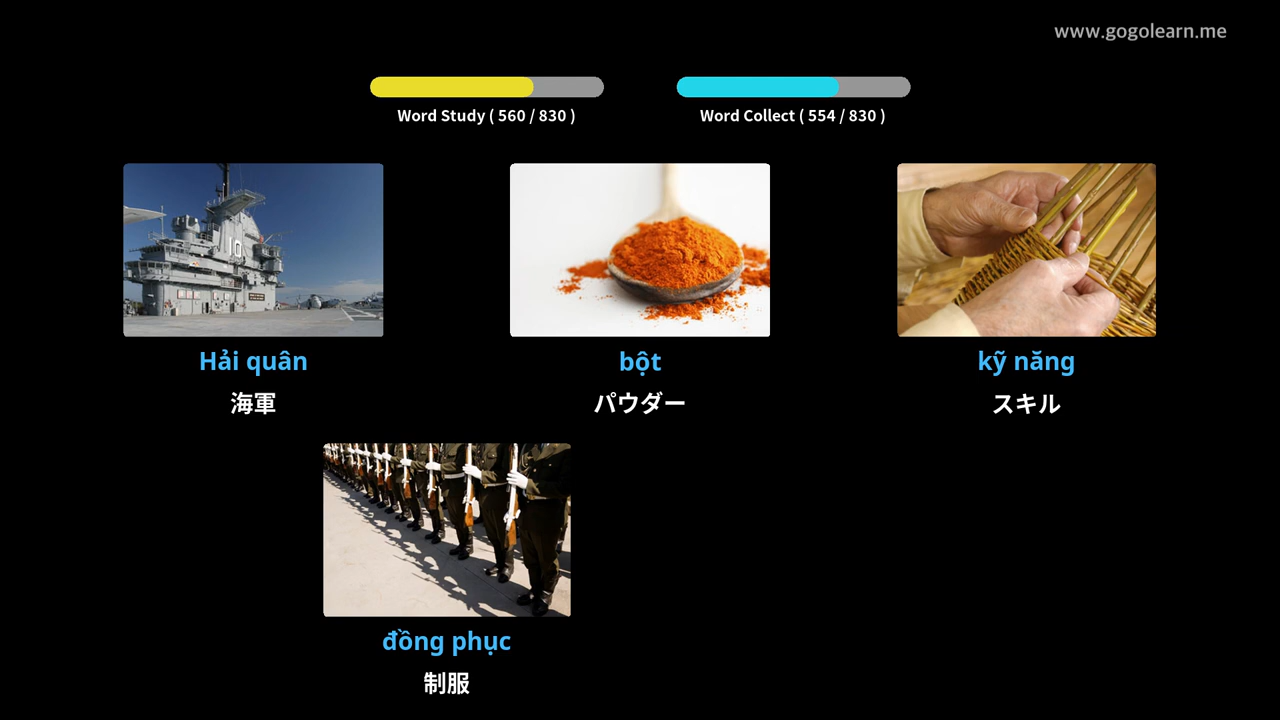 www.gogolearn.me
Word Study ( 560 / 830 )
Word Collect ( 554 / 830 )
10
Hải quân
bột
kỹ năng
海軍
パウダー
スキル
đồng phục
制服